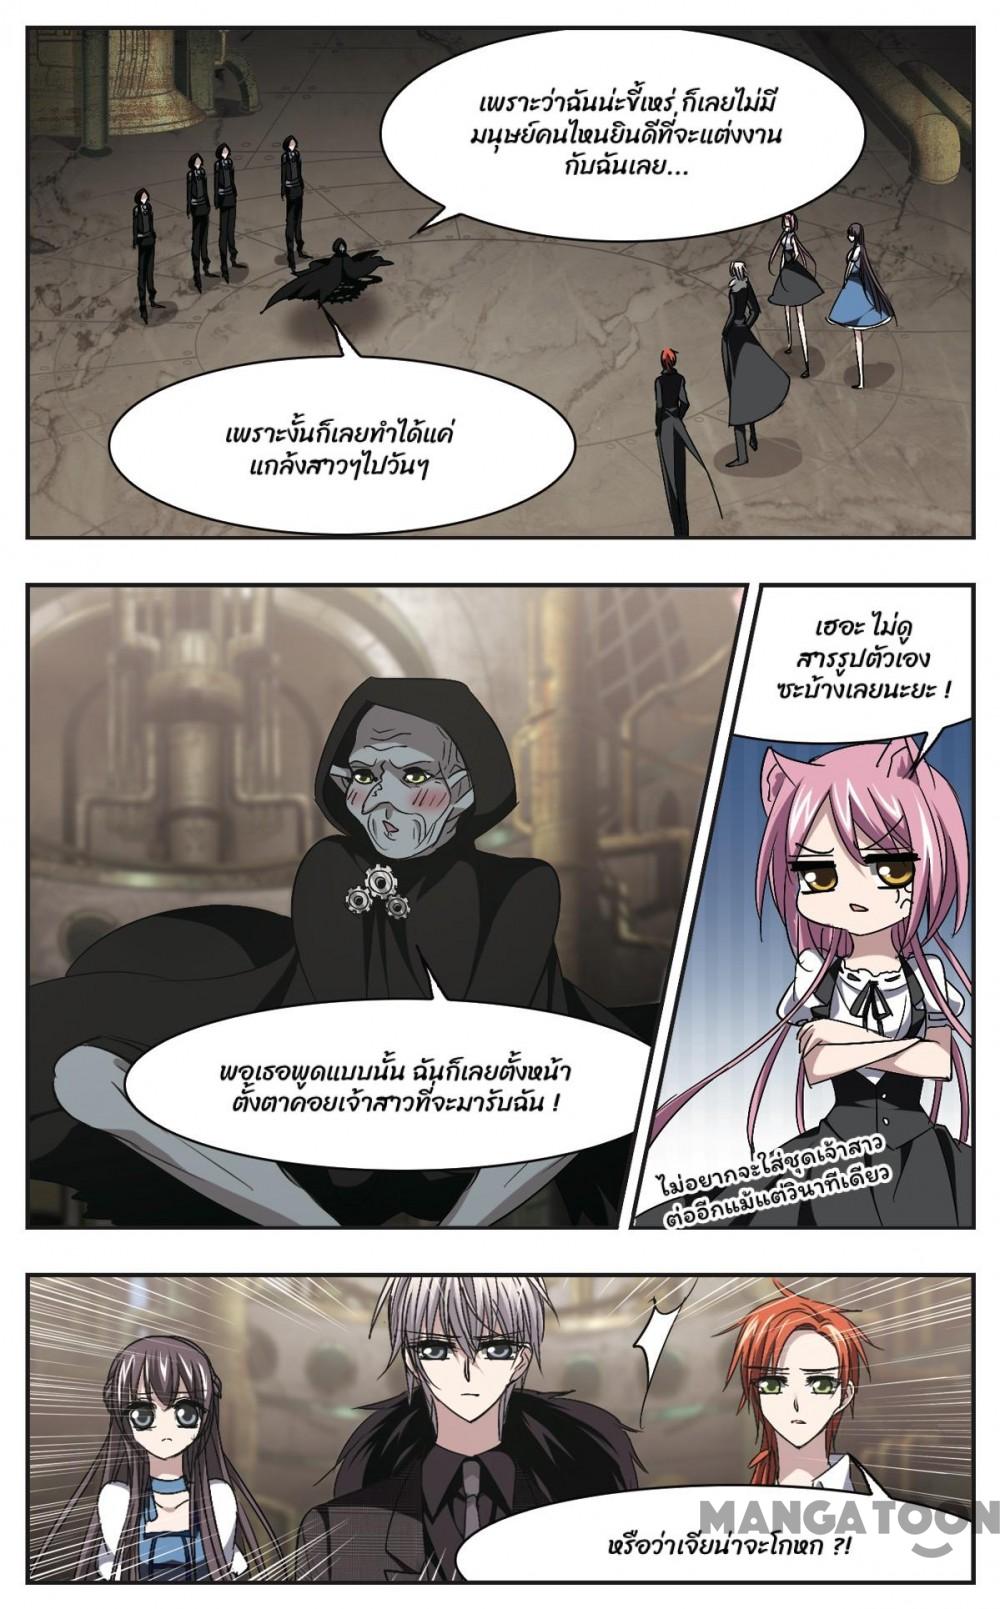 เพราะว่าฉันน่ะขี้เหร่ ก็เลยไม่มี
มนุษย์คนไหนยินดีที่จะแต่งงาน
กับฉันเลย...
เพราะงั้นก็เลยทำได้แค่
แกล้งสาวๆไปวันๆ
เฮอะ ไม่ดู
สารรูปตัวเอง
ซะบ้างเลยนะยะ !
พอเธอพูดแบบนั้น ฉันก็เลยตั้งหน้า
ตั้งตาคอยเจ้าสาวที่จะมารับฉัน !
ไม่อยากจะใส่ชุดเจ้าสาว
ต่ออีกแม้แต่วินาทีเดียว
หรือว่าเจียน่าจะโกหก ?!
MANGATOON